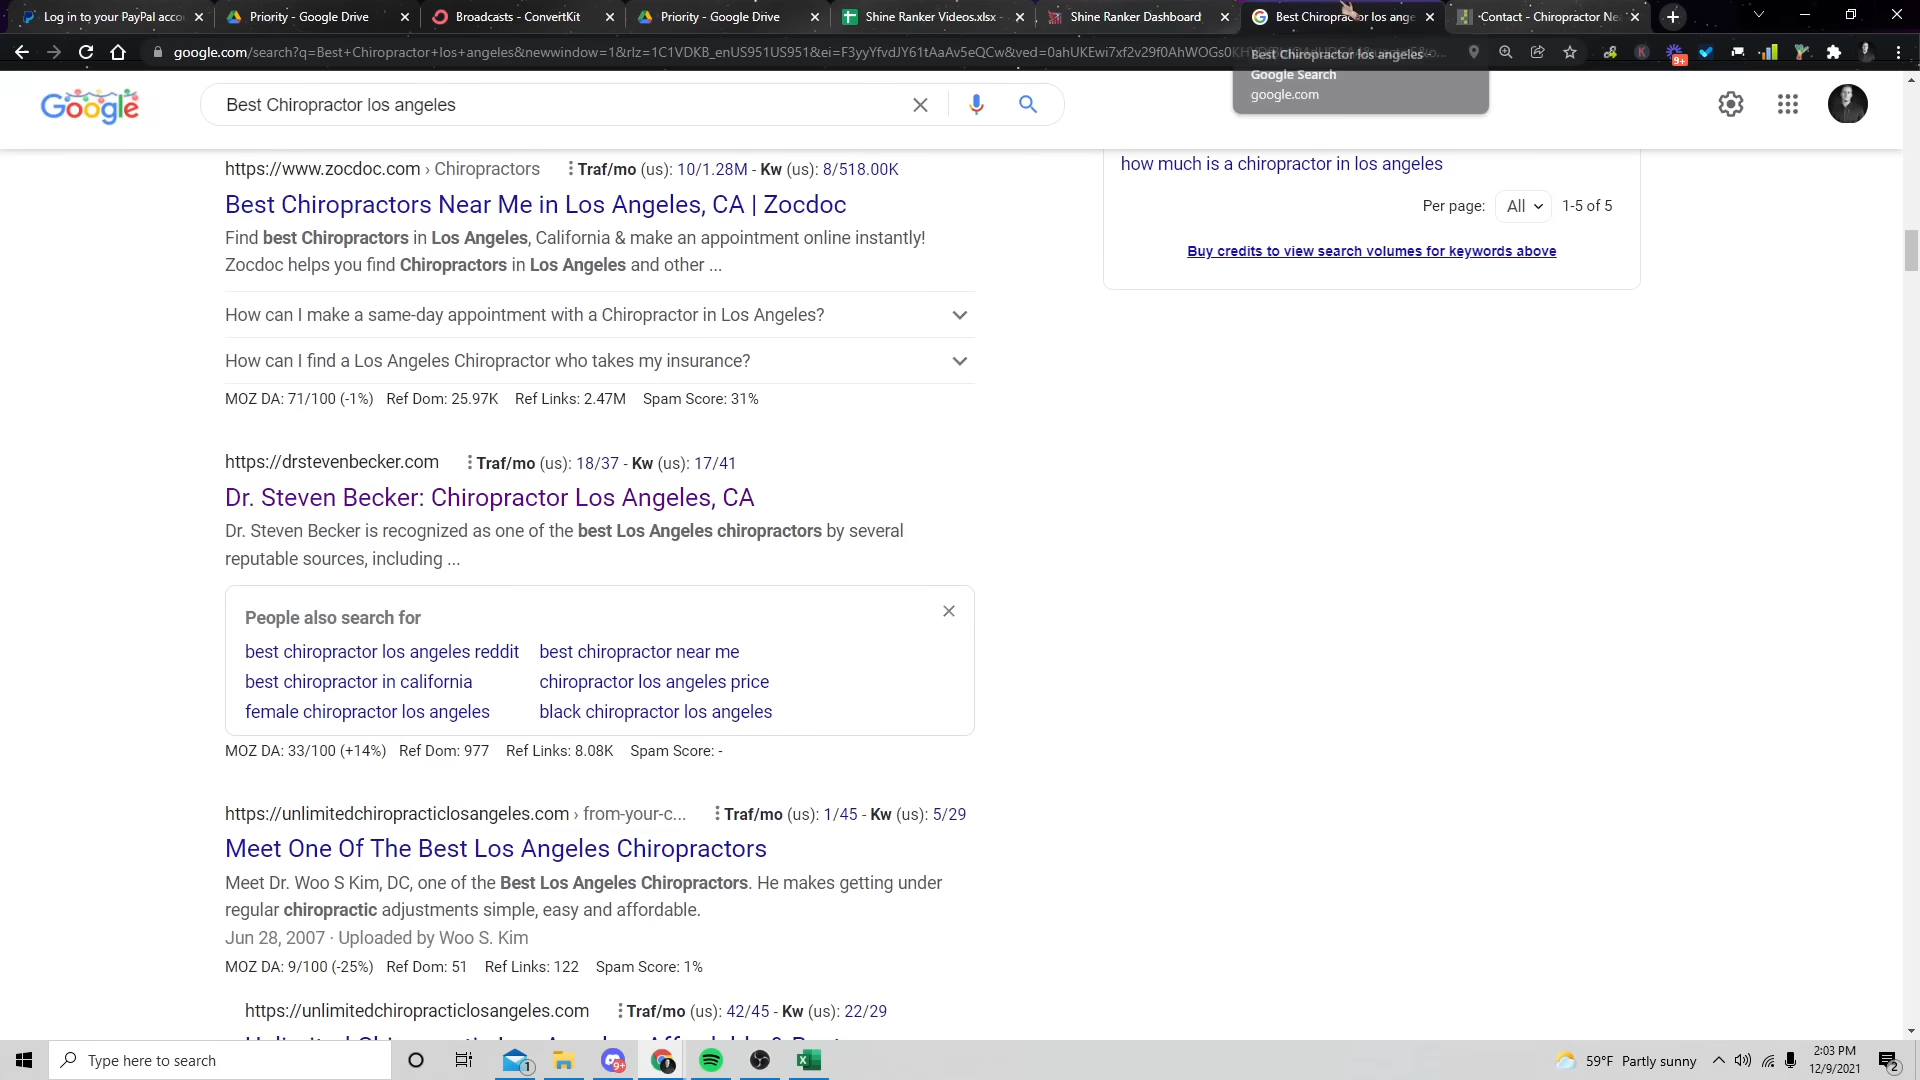 Log in to your PayPal acco
Priority - Google Drive
Broadcasts - ConvertKit
Priority - Google Drive
Shine Ranker Videos.xlsx -
Shine Ranker Dashboard
Best Chiropractor los ange
·Contact - Chiropractor Ne
google.com/search?q=Best+Chiropractor+los+angeles&newwindow=1&rlz=1C1VDKB_enUS951US951&ei=F3yyYfvdJY61tAaAv5eQCw&ved=0ahUKEwi7xf2v29f0AhWOGs0KH
9+
Best Chiropractor los angeles -
Google Search
google.com
Google
Best Chiropractor los angeles
https://www.zocdoc.com › Chiropractors Traf/mo (us): 10/1.28M - Kw (us): 8/518.00K
Best Chiropractors Near Me in Los Angeles, CA | Zocdoc
Find best Chiropractors in Los Angeles, California & make an appointment online instantly!
Zocdoc helps you find Chiropractors in Los Angeles and other ...
How can I make a same-day appointment with a Chiropractor in Los Angeles?
How can I find a Los Angeles Chiropractor who takes my insurance?
MOZ DA: 71/100 (-1%) Ref Dom: 25.97K Ref Links: 2.47M Spam Score: 31%
how much is a chiropractor in los angeles
Per page: All 1-5 of 5
Buy credits to view search volumes for keywords above
https://drstevenbecker.com Traf/mo (us): 18/37 - Kw (us): 17/41
Dr. Steven Becker: Chiropractor Los Angeles, CA
Dr. Steven Becker is recognized as one of the best Los Angeles chiropractors by several
reputable sources, including ...
People also search for
best chiropractor los angeles reddit best chiropractor near me
best chiropractor in california chiropractor los angeles price
female chiropractor los angeles black chiropractor los angeles
MOZ DA: 33/100 (+14%) Ref Dom: 977 Ref Links: 8.08K Spam Score: -
https://unlimitedchiropracticlosangeles.com › from-your-c... Traf/mo (us): 1/45 - Kw (us): 5/29
Meet One Of The Best Los Angeles Chiropractors
Meet Dr. Woo S Kim, DC, one of the Best Los Angeles Chiropractors. He makes getting under
regular chiropractic adjustments simple, easy and affordable.
Jun 28, 2007 · Uploaded by Woo S. Kim
MOZ DA: 9/100 (-25%) Ref Dom: 51 Ref Links: 122 Spam Score: 1%
https://unlimitedchiropracticlosangeles.com Traf/mo (us): 42/45 - Kw (us): 22/29
Type here to search
1
9+
59°F Partly sunny
2:03 PM
12/9/2021
2